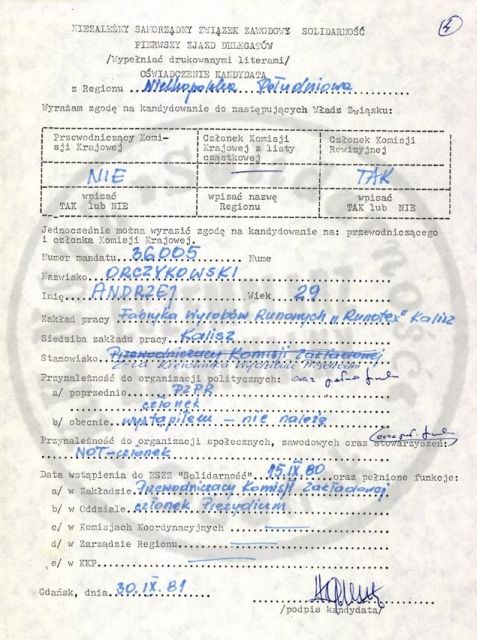 4
NIEZALEŻNY SAMORZĄDNY ZWIĄZEK ZAWODOWY SOLIDARNOŚĆ
PIERWSZY ZJAZD DELEGATÓW
/Wypełniać drukowanymi literami/
OŚWIADCZENIE KANDYDATA
z Regionu Wielkopolska Południowa
Wyrażam zgodę na kandydowanie do następujących Władz Związku:
Przewodniczący Komisji Krajowej
Członek Komisji Krajowej z listy cząstkowej
Członek Komisji Rewizyjnej
NIE — TAK
wpisać TAK lub NIE
wpisać nazwę Regionu
wpisać TAK lub NIE
Jednocześnie można wyrazić zgodę na kandydowanie na: przewodniczącego
i członka Komisji Krajowej.
Numer mandatu 36005 Nume
Nazwisko ORCZYKOWSKI
Imię ANDRZEJ Wiek 29
Zakład pracy Fabryka Wyrobów Runowych „Runotex" Kalisz
Siedziba zakładu pracy Kalisz
Stanowisko Przewodniczący Komisji Zakładowej
Z-ca Kierownika
Przynależność do organizacji politycznych: oraz pełn. funk.
a/ poprzednio PZPR
członek
b/ obecnie wystąpiłem – nie należę
Przynależność do organizacji społecznych, zawodowych oraz stowarzyszeń:
NOT-członek
Data wstąpienia do NSZZ "Solidarność" 15.IX.80 oraz pełnione funkcje:
a/ w Zakładzie Przewodniczący Komisji Zakładowej
b/ w Oddziale członek Prezydium
c/ w Komisjach Koordynacyjnych —
d/ w Zarządzie Regionu —
e/ w KKP —
Gdańsk, dnia 30.IX.81
/podpis kandydata/